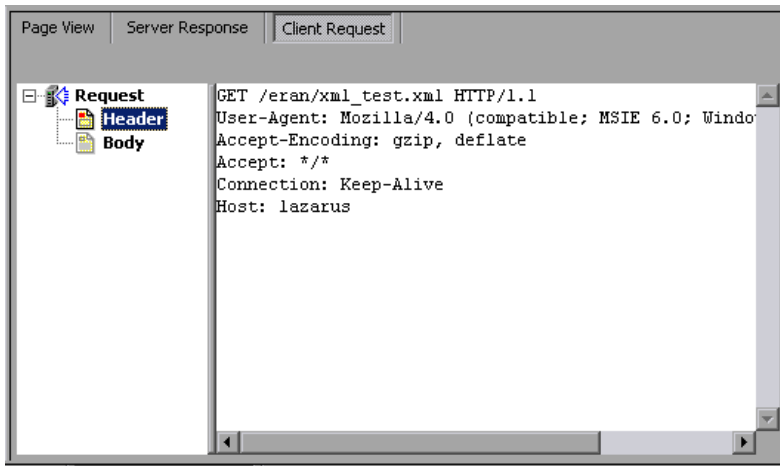 Page View Server Response Client Request
Request
Header
Body
GET /eran/xml_test.xml HTTP/1.1
User-Agent: Mozilla/4.0 (compatible; MSIE 6.0;
Accept-Encoding: gzip, deflate
Accept: */*
Connection: Keep-Alive
Host: lazarus